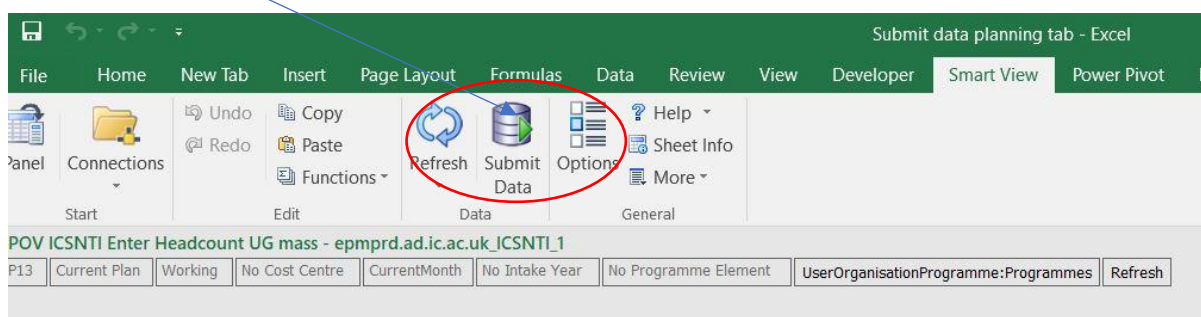 Submit data planning tab - Excel
File Home New Tab Insert Page Layout Formulas Data Review View Developer Smart View Power Pivot
Undo Copy Help
Redo Paste Sheet Info
Panel Connections Functions Refresh Submit Data Options More
Start Edit Data General
POV ICSNTI Enter Headcount UG mass - epmprd.ad.ic.ac.uk_ICSNTI_1
P13 Current Plan Working No Cost Centre CurrentMonth No Intake Year No Programme Element UserOrganisationProgramme:Programmes Refresh